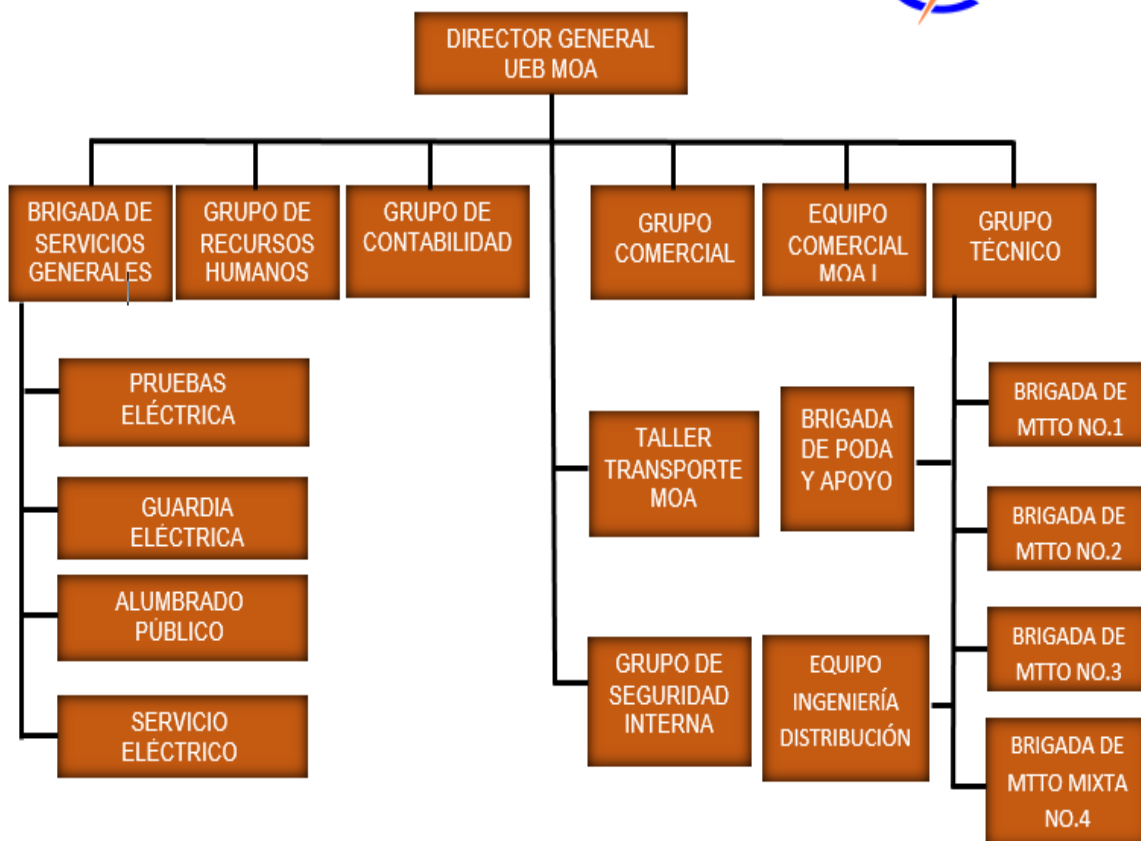 DIRECTOR GENERAL
UEB MOA
BRIGADA DE
SERVICIOS
GENERALES
GRUPO DE
RECURSOS
HUMANOS
GRUPO DE
CONTABILIDAD
GRUPO
COMERCIAL
EQUIPO
COMERCIAL
MOA I
GRUPO
TÉCNICO
PRUEBAS
ELÉCTRICA
GUARDIA
ELÉCTRICA
ALUMBRADO
PÚBLICO
SERVICIO
ELÉCTRICO
TALLER
TRANSPORTE
MOA
GRUPO DE
SEGURIDAD
INTERNA
BRIGADA
DE PODA
Y APOYO
EQUIPO
INGENIERÍA
DISTRIBUCIÓN
BRIGADA DE
MTTO NO.1
BRIGADA DE
MTTO NO.2
BRIGADA DE
MTTO NO.3
BRIGADA DE
MTTO MIXTA
NO.4